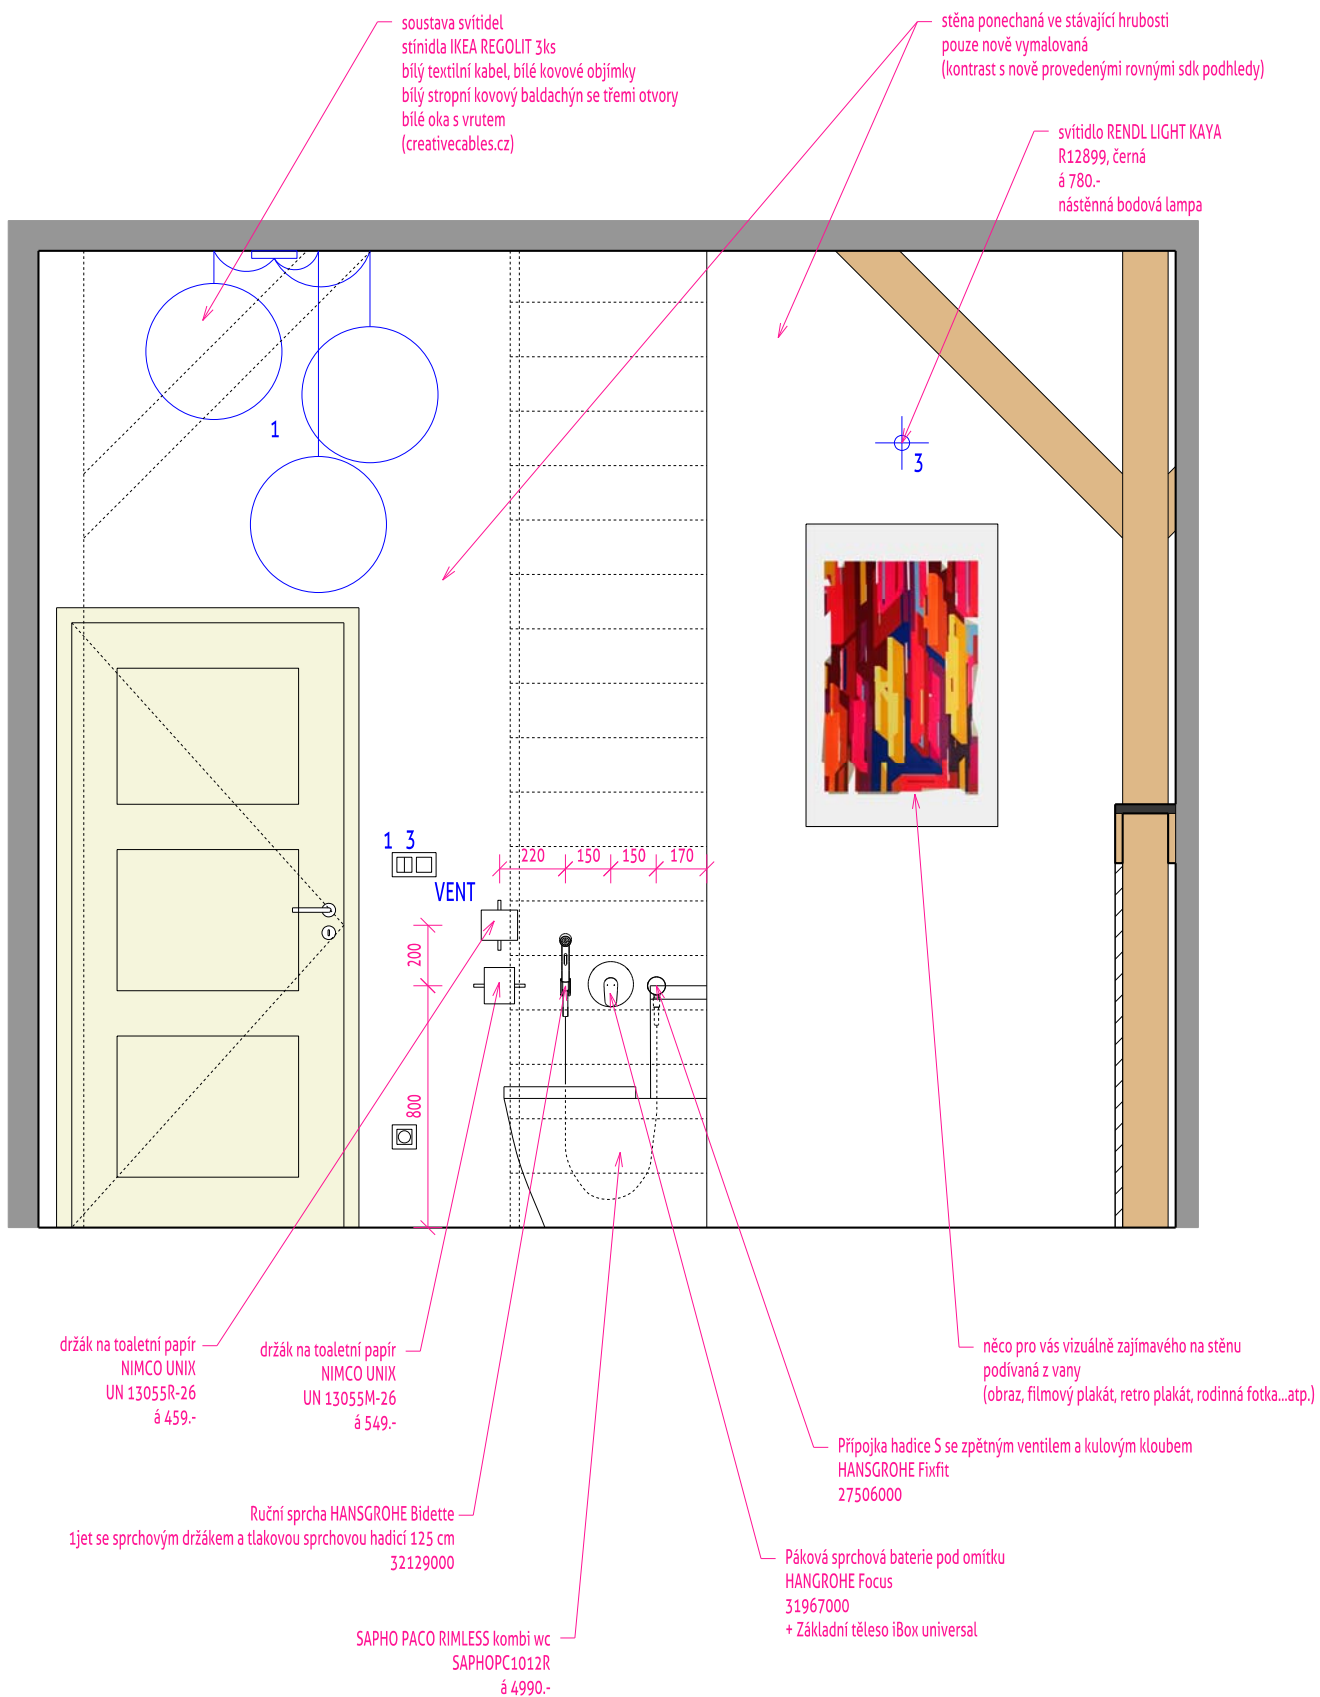 soustava svítidel
stínidla IKEA REGOLIT 3ks
bílý textilní kabel, bílé kovové objímky
bílý stropní kovový baldachýn se třemi otvory
bílé oka s vrutem
(creativecables.cz)
stěna ponechaná ve stávající hrubosti
pouze nově vymalovaná
(kontrast s nově provedenými rovnými sdk podhledy)
svítidlo RENDL LIGHT KAYA
R12899, černá
á 780.-
nástěnná bodová lampa
1
3
1 3
VENT
220 150 150 170
200
800
držák na toaletní papír
NIMCO UNIX
UN 13055R-26
á 459.-
držák na toaletní papír
NIMCO UNIX
UN 13055M-26
á 549.-
něco pro vás vizuálně zajímavého na stěnu
podívaná z vany
(obraz, filmový plakát, retro plakát, rodinná fotka...atp.)
Přípojka hadice S se zpětným ventilem a kulovým kloubem
HANSGROHE Fixfit
27506000
Ruční sprcha HANSGROHE Bidette
1jet se sprchovým držákem a tlakovou sprchovou hadicí 125 cm
32129000
Páková sprchová baterie pod omítku
HANGROHE Focus
31967000
+ Základní těleso iBox universal
SAPHO PACO RIMLESS kombi wc
SAPHOPC1012R
á 4990.-